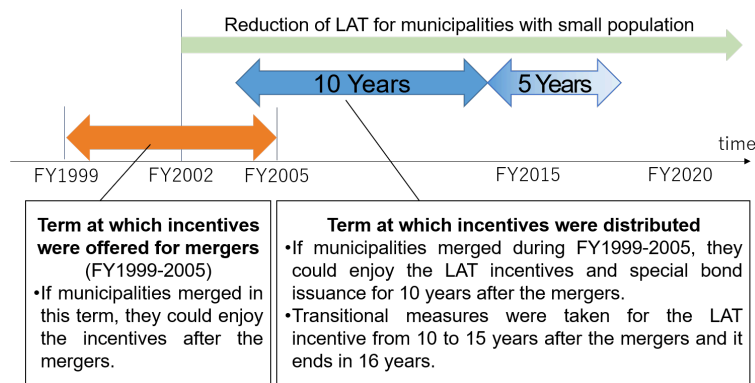 Reduction of LAT for municipalities with small population
10 Years
5 Years
time
FY1999
FY2002
FY2005
FY2015
FY2020
Term at which incentives
were offered for mergers
(FY1999-2005)
•If municipalities merged in
this term, they could enjoy
the incentives after the
mergers.
Term at which incentives were distributed
•If municipalities merged during FY1999-2005, they
could enjoy the LAT incentives and special bond
issuance for 10 years after the mergers.
•Transitional measures were taken for the LAT
incentive from 10 to 15 years after the mergers and it
ends in 16 years.